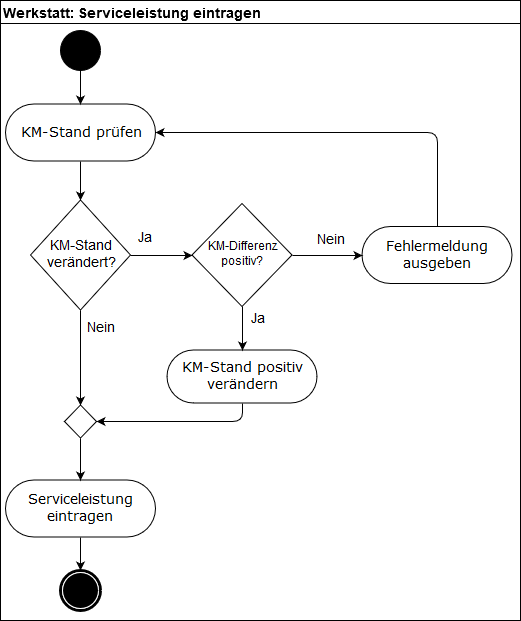 Werkstatt: Serviceleistung eintragen
KM-Stand prüfen
KM-Stand
verändert?
Ja
KM-Differenz
positiv?
Nein
Fehlermeldung
ausgeben
Nein
Ja
KM-Stand positiv
verändern
Serviceleistung
eintragen